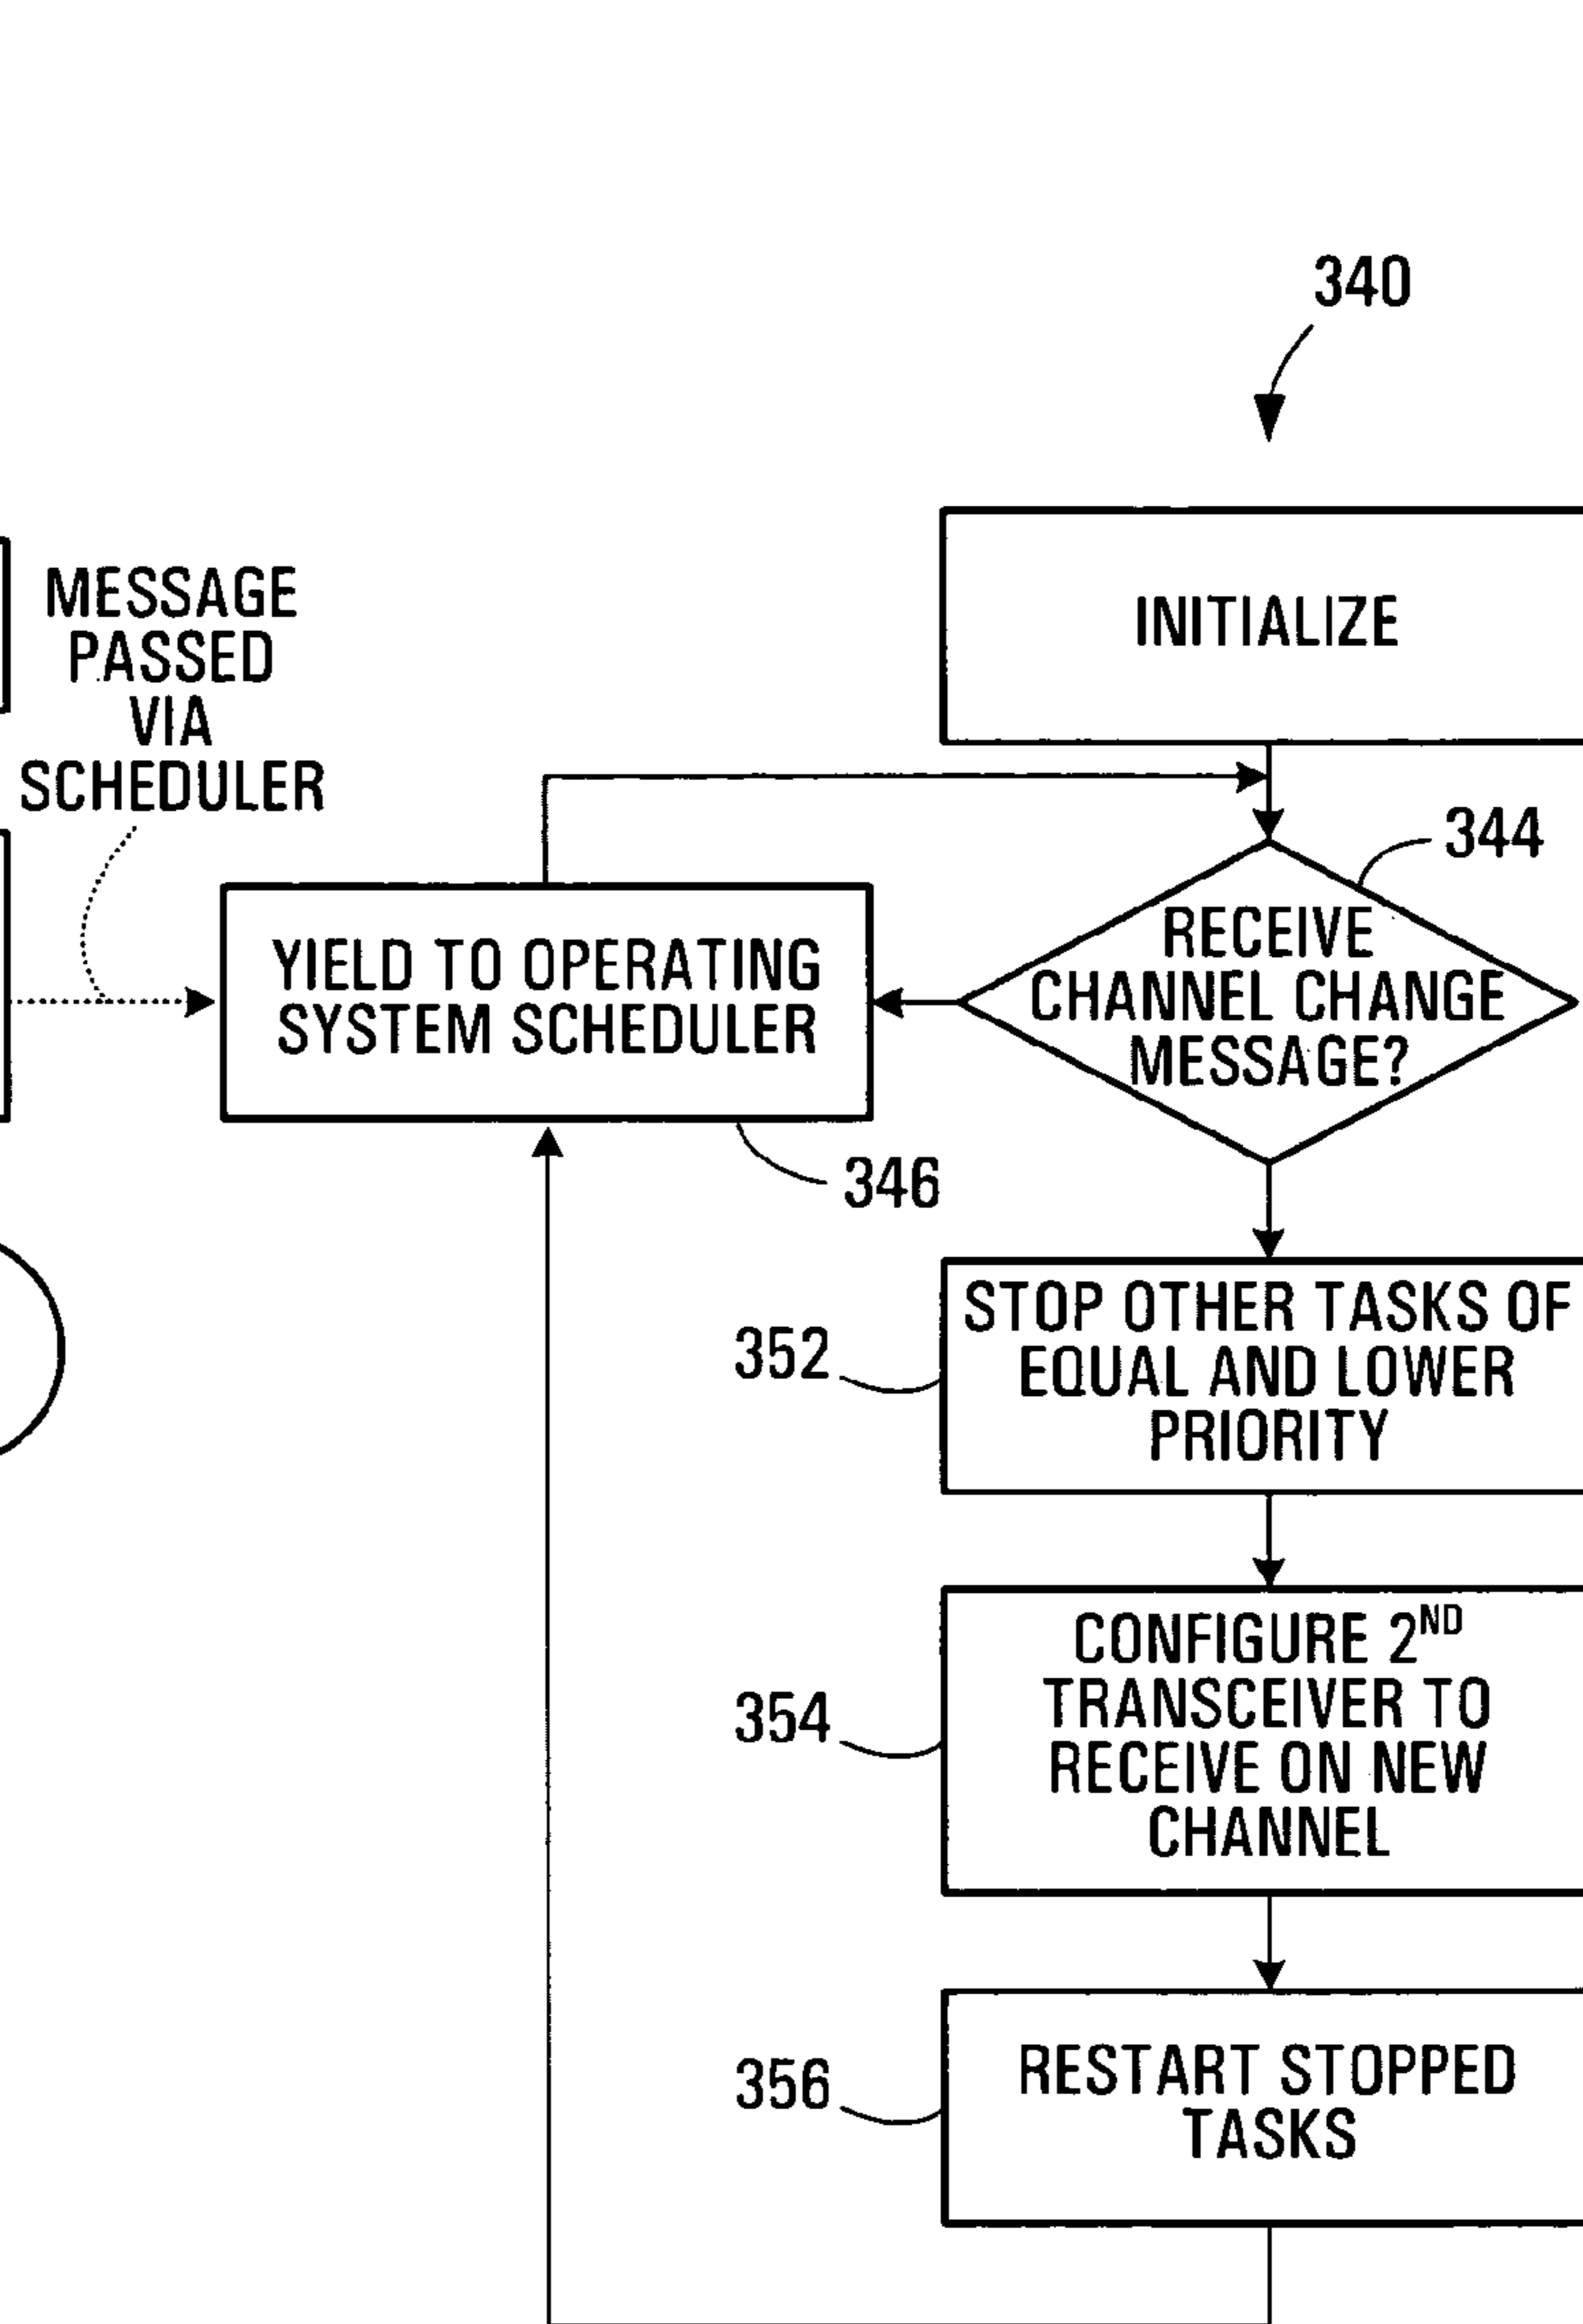 340
INITIALIZE
MESSAGE
PASSED
VIA
SCHEDULER
344
RECEIVE
CHANNEL CHANGE
MESSAGE?
YIELD TO OPERATING
SYSTEM SCHEDULER
346
STOP OTHER TASKS OF
EQUAL AND LOWER
PRIORITY
352
CONFIGURE 2ND
TRANSCEIVER TO
RECEIVE ON NEW
CHANNEL
354
RESTART STOPPED
TASKS
356